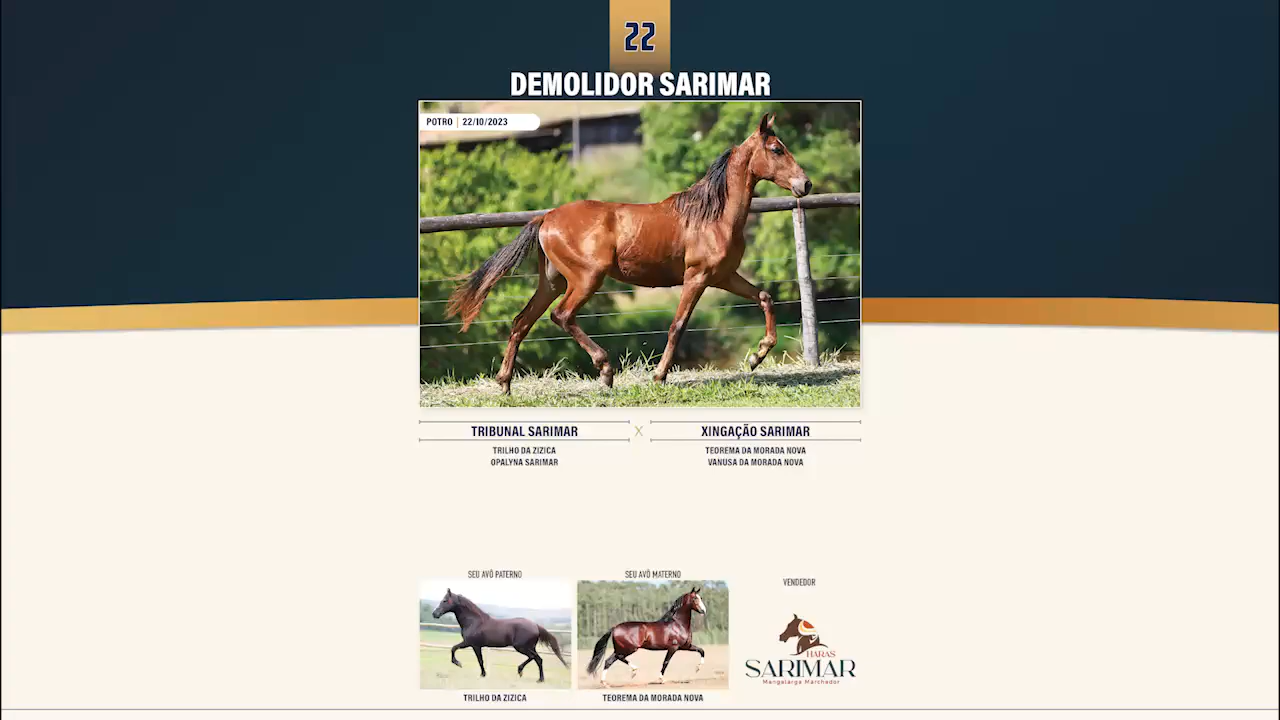 22
DEMOLIDOR SARIMAR
POTRO | 22/10/2023
TRIBUNAL SARIMAR X XINGAÇÃO SARIMAR
TRILHO DA ZIZICA
OPALYNA SARIMAR
TEOREMA DA MORADA NOVA
VANUSA DA MORADA NOVA
SEU AVÔ PATERNO
SEU AVÔ MATERNO
VENDEDOR
HARAS
SARIMAR
Mangalarga Marchador
TRILHO DA ZIZICA
TEOREMA DA MORADA NOVA